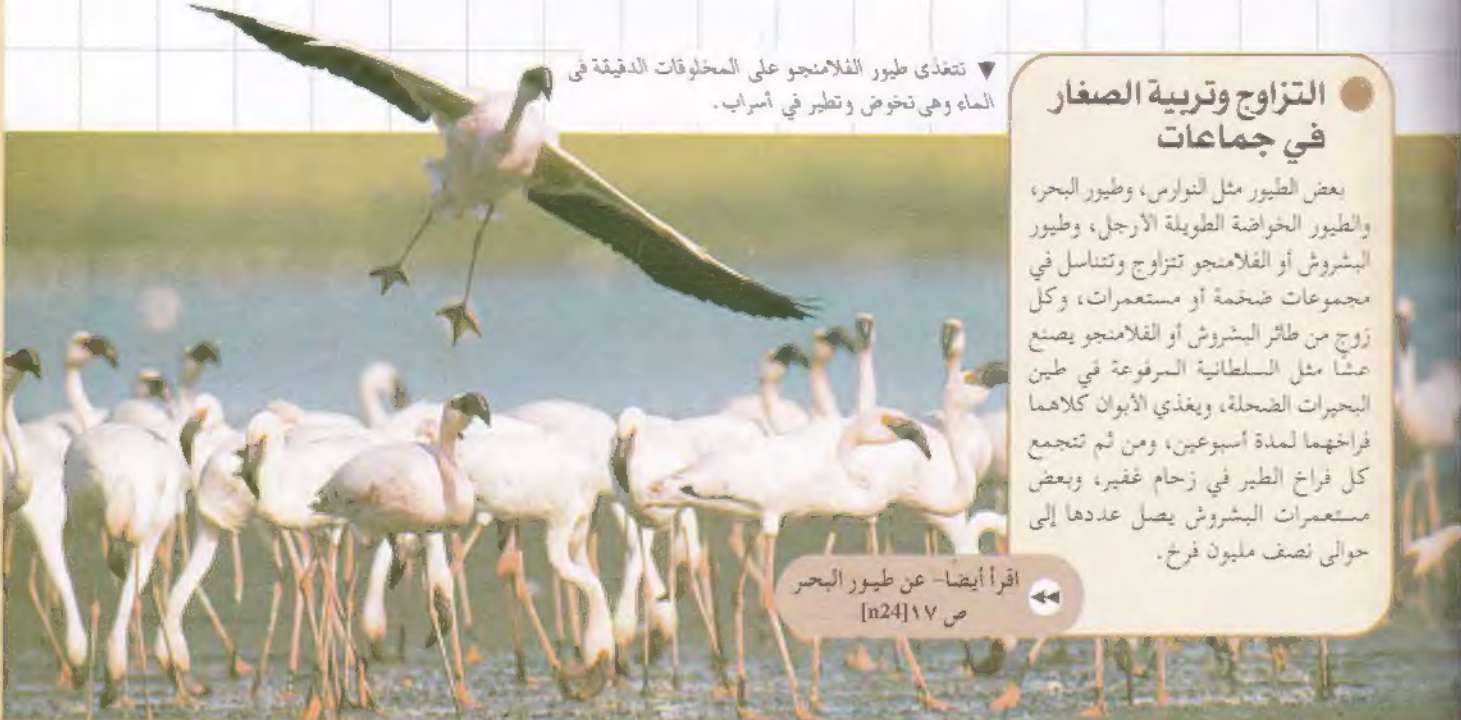 ▼ تتغذى طيور الفلامنجو على المخلوقات الدقيقة فى
الماء وهى تخوض وتطير في أسراب.
● التزاوج وتربية الصغار
في جماعات
بعض الطيور مثل النوارس، وطيور البحر،
والطيور الخواضة الطويلة الأرجل، وطيور
البشروش أو الفلامنجو تتزاوج وتتناسل في
مجموعات ضخمة أو مستعمرات، وكل
زوج من طائر البشروش أو الفلامنجو يصنع
عشًا مثل السلطانية المرفوعة في طين
البحيرات الضحلة، ويغذي الأبوان كلاهما
فراخهما لمدة أسبوعين، ومن ثم تتجمع
كل فراخ الطير في زحام غفير، وبعض
مستعمرات البشروش يصل عددها إلى
حوالى نصف مليون فرخ.
اقرأ أيضًا- عن طيور البحر
ص ١٧[n24]